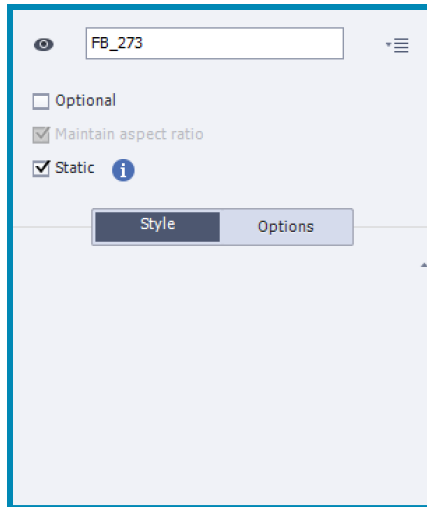 FB_273
Optional
Maintain aspect ratio
Static
Style Options